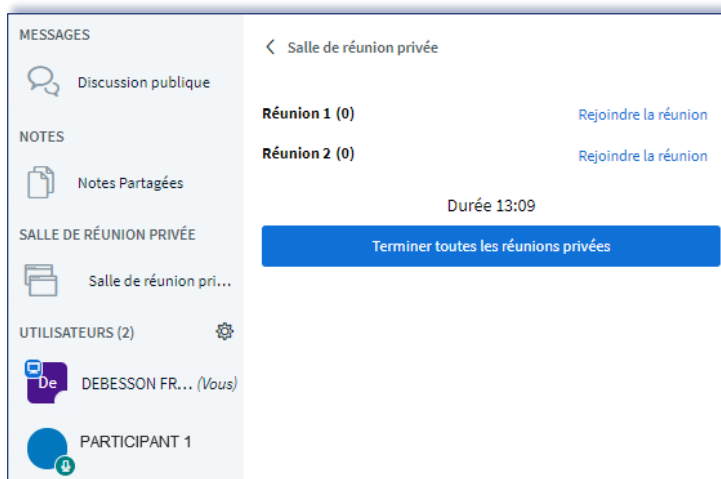 MESSAGES
Discussion publique
NOTES
Notes Partagées
SALLE DE RÉUNION PRIVÉE
Salle de réunion pri...
UTILISATEURS (2)
De
DEBESSON FR... (Vous)
PARTICIPANT 1
Salle de réunion privée
Réunion 1 (0) Rejoindre la réunion
Réunion 2 (0) Rejoindre la réunion
Durée 13:09
Terminer toutes les réunions privées